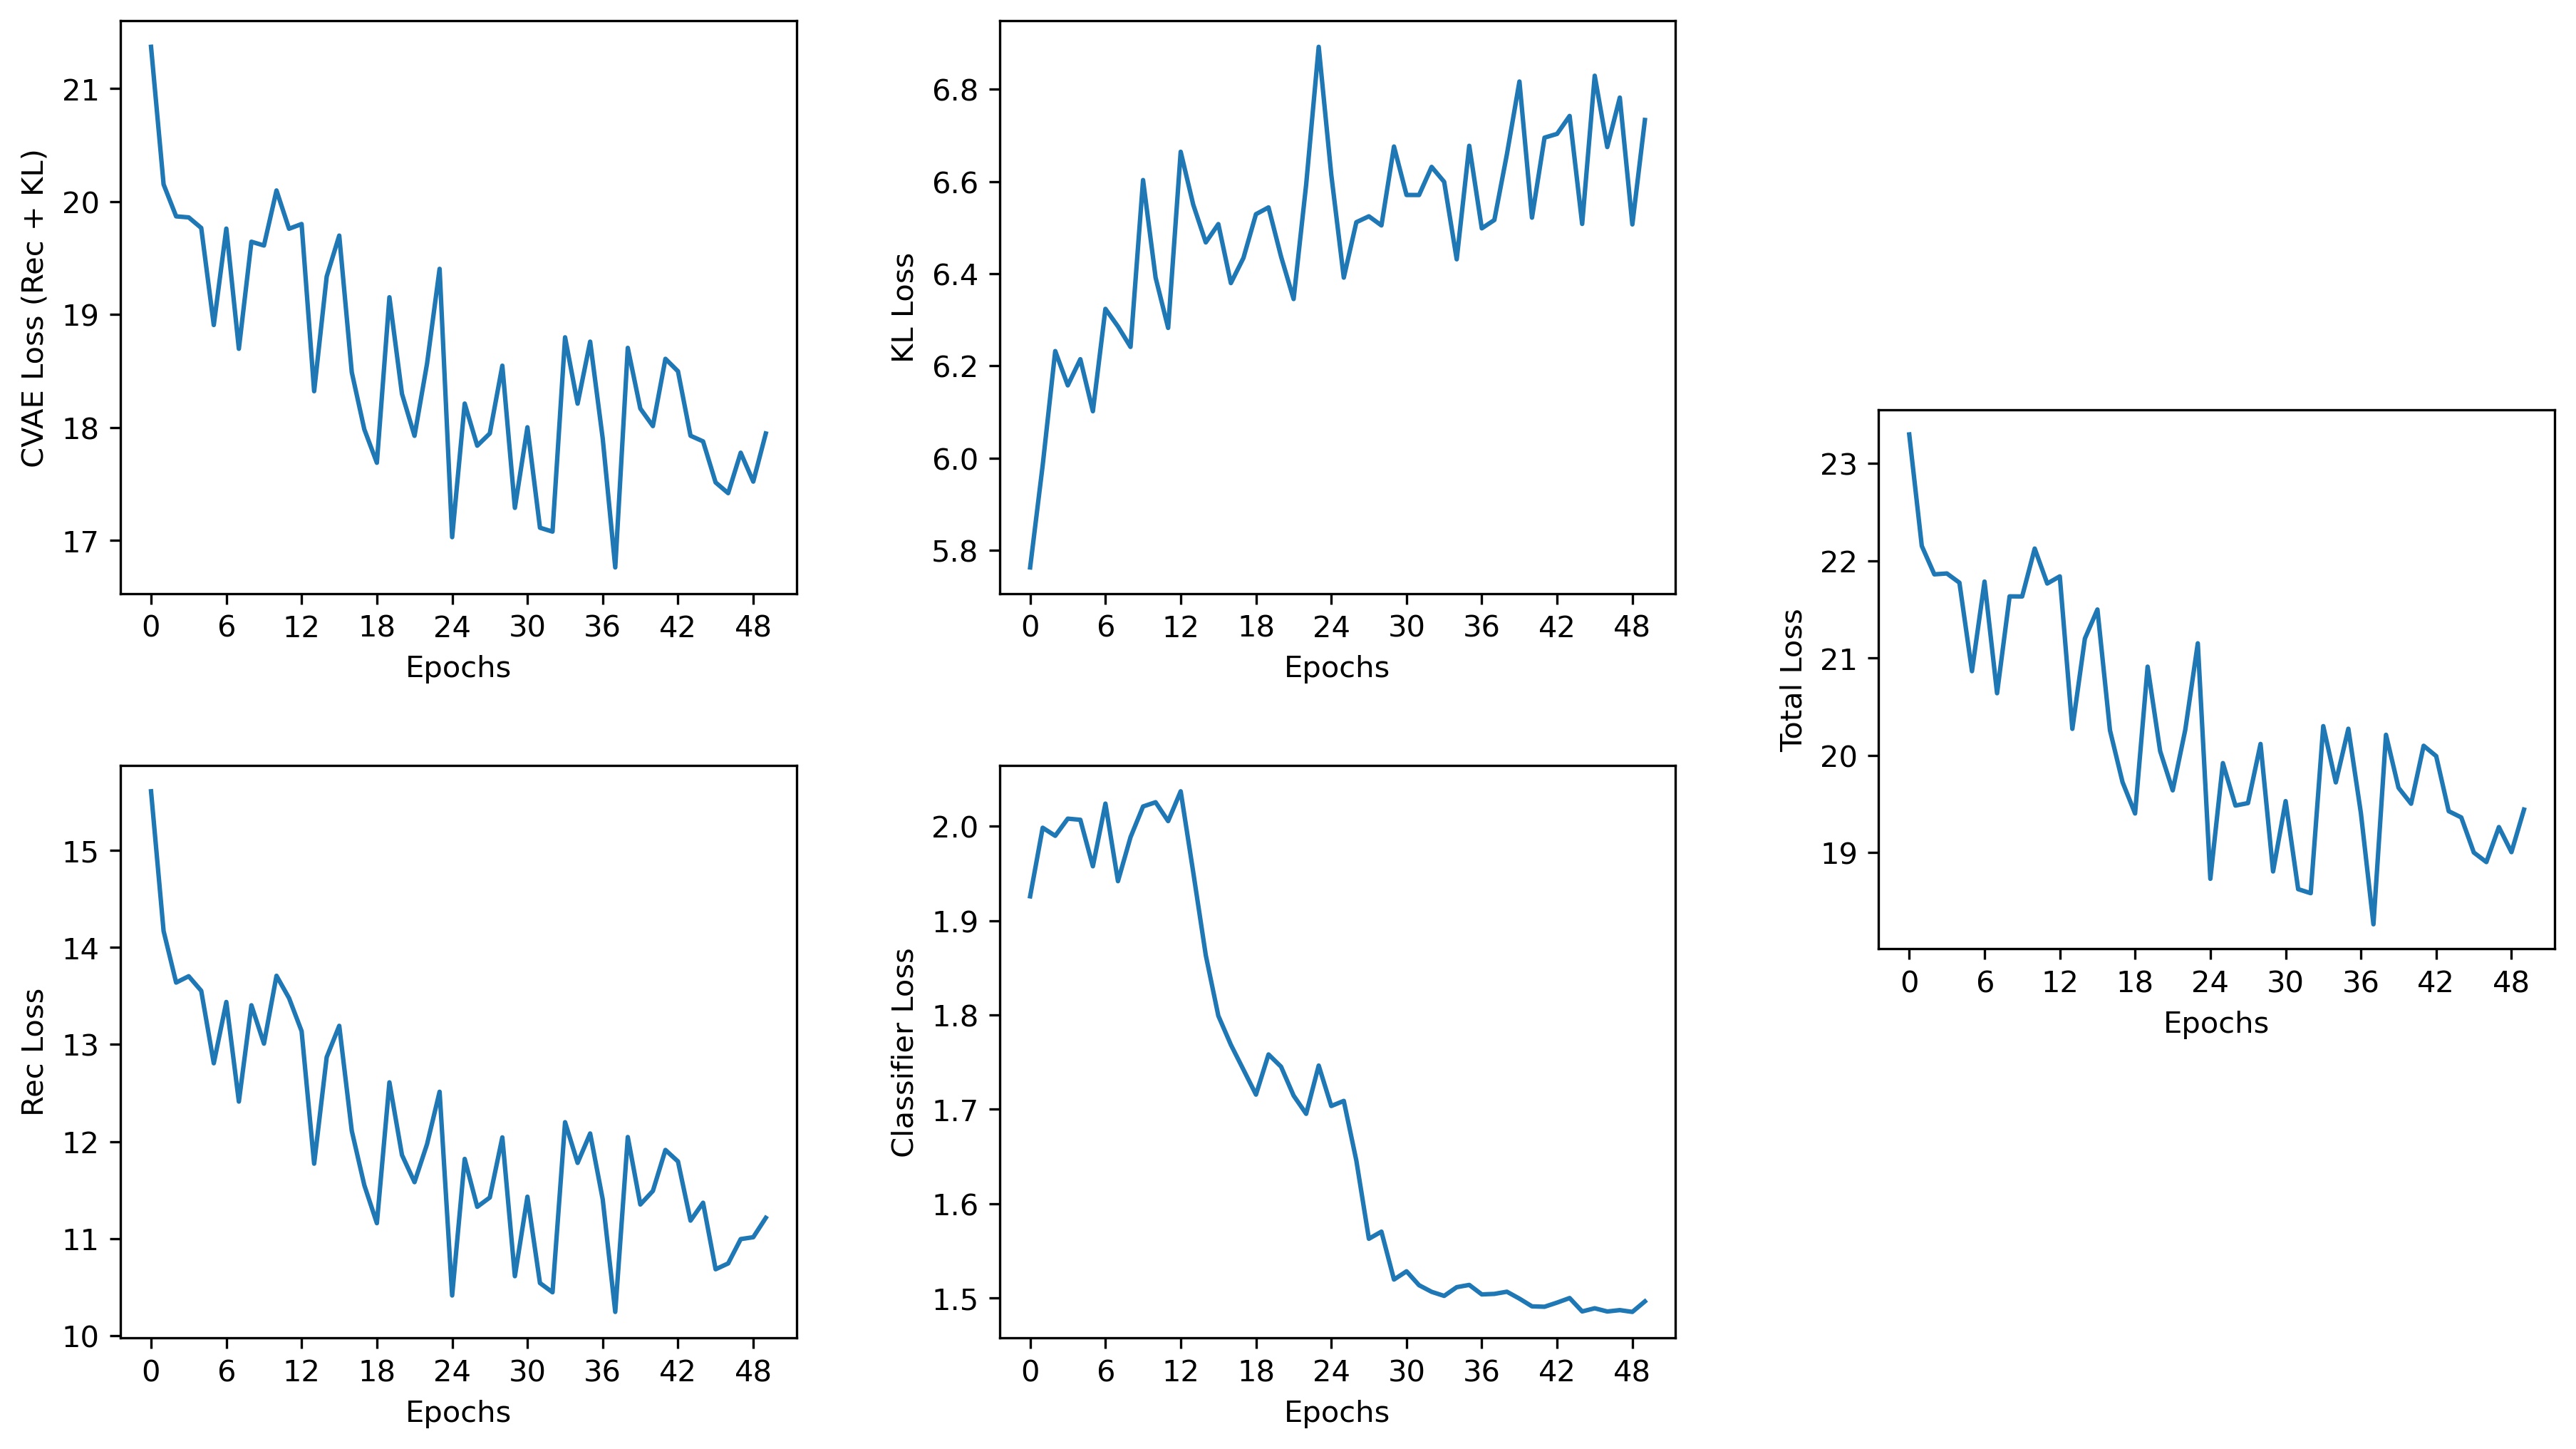 CVAE Loss (Rec + KL)
21
20
19
18
17
0 6 12 18 24 30 36 42 48
Epochs
KL Loss
6.8
6.6
6.4
6.2
6.0
5.8
0 6 12 18 24 30 36 42 48
Epochs
Rec Loss
15
14
13
12
11
10
0 6 12 18 24 30 36 42 48
Epochs
Classifier Loss
2.0
1.9
1.8
1.7
1.6
1.5
0 6 12 18 24 30 36 42 48
Epochs
Total Loss
23
22
21
20
19
0 6 12 18 24 30 36 42 48
Epochs